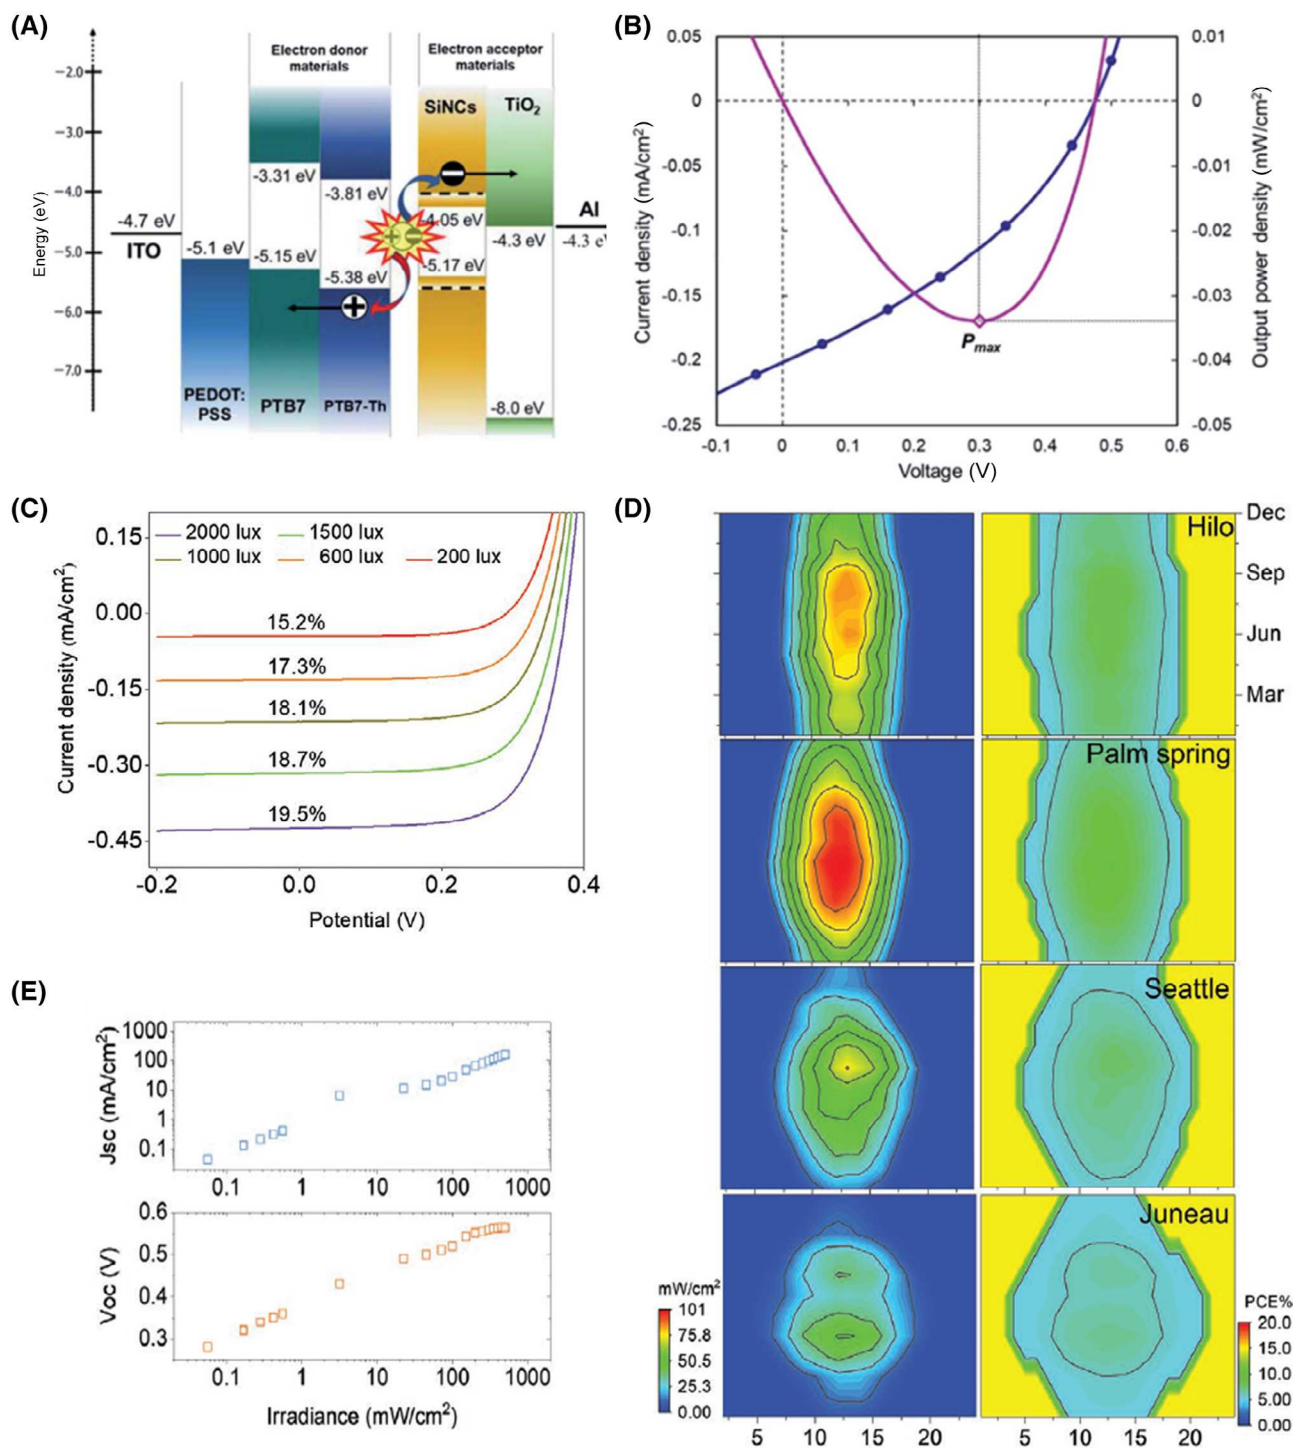 (A)
Electron donor
materials
Electron acceptor
materials
−2.0
−3.0
−4.0
−5.0
−6.0
−7.0
Energy (eV)
-4.7 eV
ITO
-5.1 eV
PEDOT:
PSS
-3.31 eV
-5.15 eV
PTB7
-3.81 eV
-5.38 eV
PTB7-Th
SiNCs
-4.05 eV
-5.17 eV
TiO2
-4.3 eV
-8.0 eV
Al
-4.3 e
(B)
0.05
0
-0.05
-0.1
-0.15
-0.2
-0.25
Current density (mA/cm2)
0.01
0
-0.01
-0.02
-0.03
-0.04
-0.05
Output power density (mW/cm2)
Pmax
-0.1
0
0.1
0.2
0.3
0.4
0.5
0.6
Voltage (V)
(C)
2000 lux
1500 lux
1000 lux
600 lux
200 lux
0.15
0.00
-0.15
-0.30
-0.45
Current density (mA/cm2)
15.2%
17.3%
18.1%
18.7%
19.5%
-0.2
0.0
0.2
0.4
Potential (V)
(D)
Hilo
Dec
Sep
Jun
Mar
Palm spring
Seattle
Juneau
mW/cm2
101
75.8
50.5
25.3
0.00
PCE%
20.0
15.0
10.0
5.00
0.00
5
10
15
20
5
10
15
20
(E)
1000
100
10
1
0.1
Jsc (mA/cm2)
0.1
1
10
100
1000
0.6
0.5
0.4
0.3
Voc (V)
0.1
1
10
100
1000
Irradiance (mW/cm2)